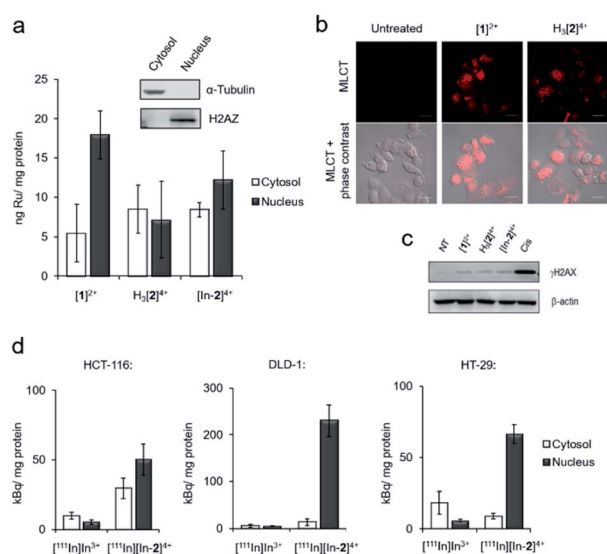 a
Cytosol
Nucleus
α-Tubulin
H2AZ
25
20
15
10
5
0
ng Ru/ mg protein
Cytosol
Nucleus
[1]²⁺
H₃[2]⁴⁺
[In-2]⁴⁺
b
Untreated
[1]²⁺
H₃[2]⁴⁺
MLCT
MLCT +
phase contrast
c
NT
[1]²⁺
H₃[2]⁴⁺
[In-2]⁴⁺
Cis
γH2AX
β-actin
d
HCT-116:
100
50
0
kBq/ mg protein
[¹¹¹In]In³⁺
[¹¹¹In][In-2]⁴⁺
DLD-1:
300
200
100
0
kBq/ mg protein
[¹¹¹In]In³⁺
[¹¹¹In][In-2]⁴⁺
HT-29:
100
50
0
kBq/ mg protein
[¹¹¹In]In³⁺
[¹¹¹In][In-2]⁴⁺
Cytosol
Nucleus